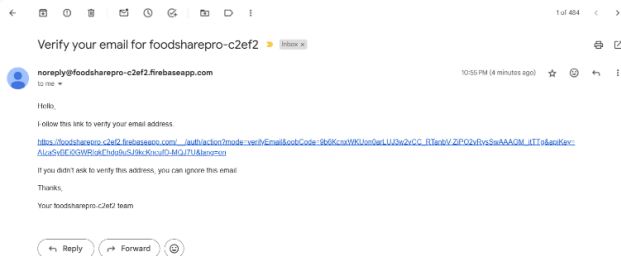 1 of 484
Verify your email for foodsharepro-c2ef2 Inbox x
noreply@foodsharepro-c2ef2.firebaseapp.com 10:55 PM (4 minutes ago)
to me
Hello,
Follow this link to verify your email address.
If you didn't ask to verify this address, you can ignore this email.
Thanks,
Your foodsharepro-c2ef2 team
Reply Forward